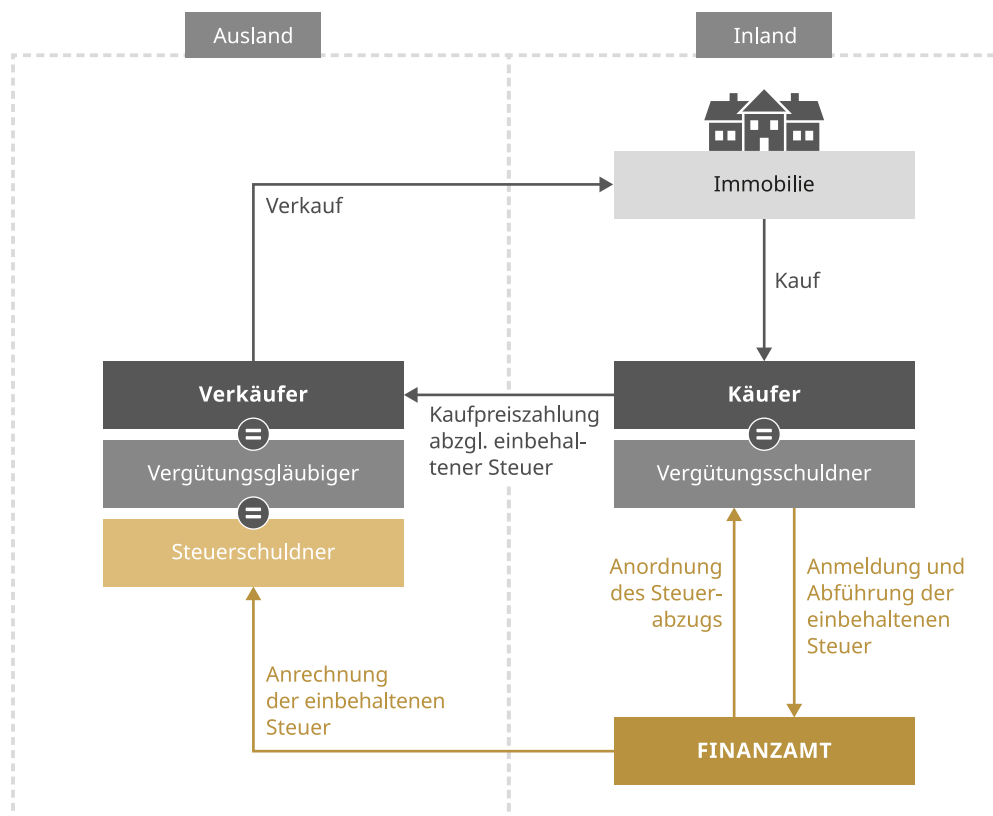 Ausland
Inland
Immobilie
Verkauf
Kauf
Verkäufer
Käufer
Kaufpreiszahlung
abzgl. einbehal-
tener Steuer
Vergütungsgläubiger
Vergütungsschuldner
Steuerschuldner
Anordnung
des Steuer-
abzugs
Anmeldung und
Abführung der
einbehaltenen
Steuer
Anrechnung
der einbehaltenen
Steuer
FINANZAMT